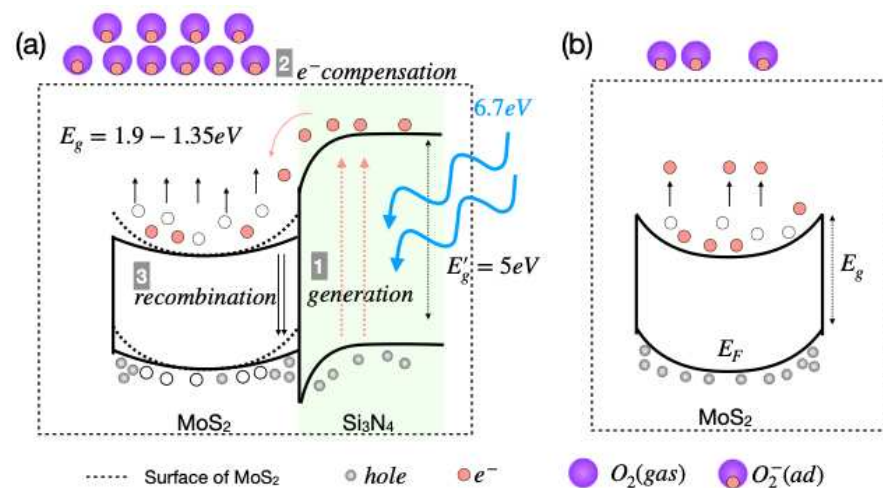 (a)
2 e⁻compensation
E_g = 1.9 − 1.35eV
6.7eV
1
generation
E′_g = 5eV
3
recombination
MoS₂
Si₃N₄
(b)
E_g
E_F
MoS₂
Surface of MoS₂
hole
e⁻
O₂(gas)
O₂⁻(ad)